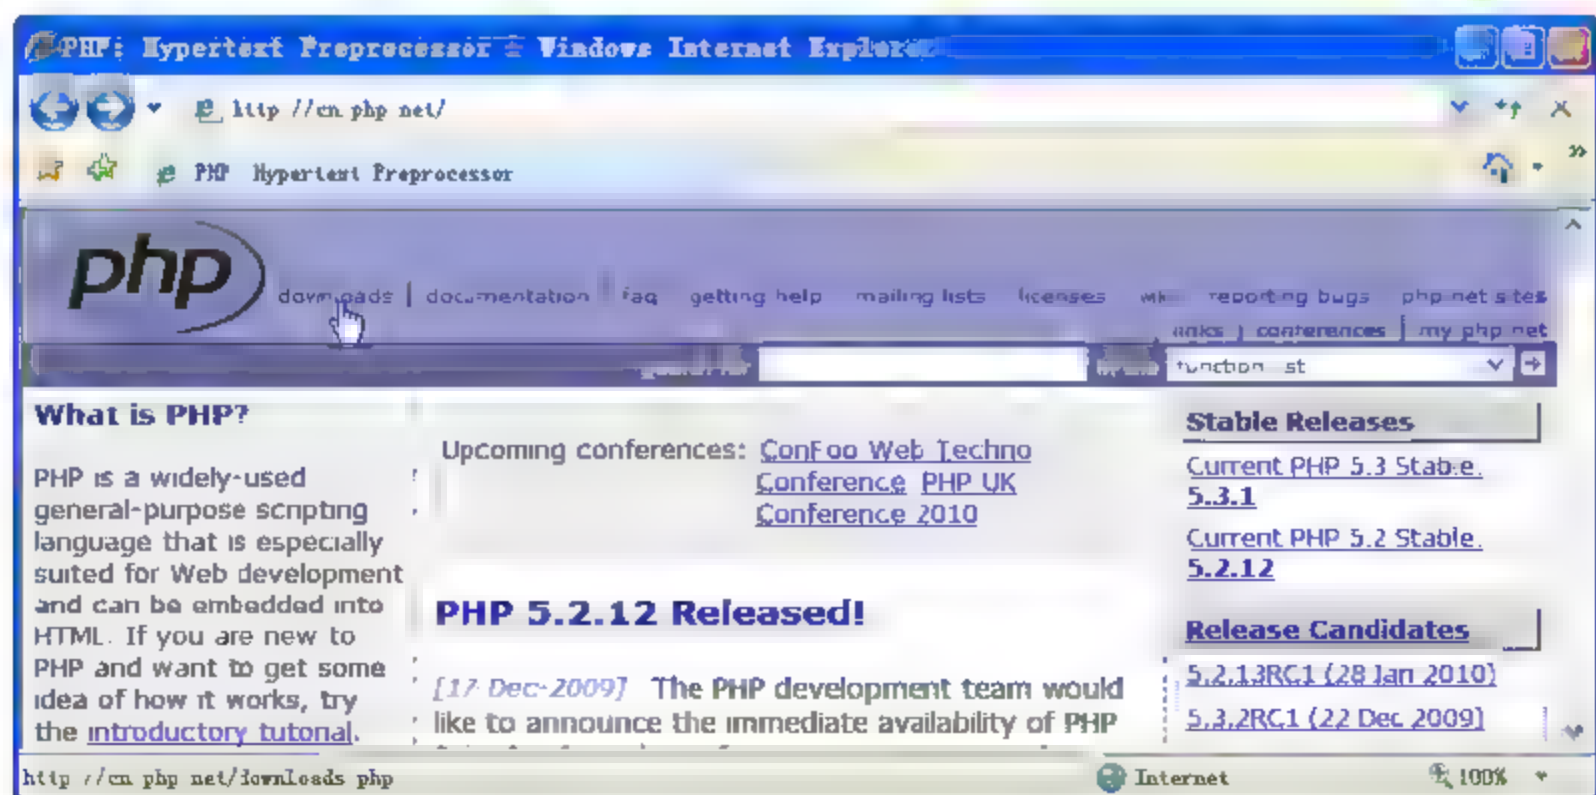 PHP: Hypertext Preprocessor - Windows Internet Explorer
http //cn php net/
PHP Hypertext Preprocessor
php
downloads | documentation faq getting help mailing lists licenses wiki reporting bugs php net sites
links | conferences | my php net
function list
What is PHP?
PHP is a widely-used
general-purpose scripting
language that is especially
suited for Web development
and can be embedded into
HTML. If you are new to
PHP and want to get some
idea of how it works, try
the introductory tutorial.
Upcoming conferences: ConFoo Web Techno
Conference PHP UK
Conference 2010
PHP 5.2.12 Released!
[17-Dec-2009] The PHP development team would
like to announce the immediate availability of PHP
Stable Releases
Current PHP 5.3 Stable.
5.3.1
Current PHP 5.2 Stable.
5.2.12
Release Candidates
5.2.13RC1 (28 Jan 2010)
5.3.2RC1 (22 Dec 2009)
http //cn php net/downloads php
Internet
100%